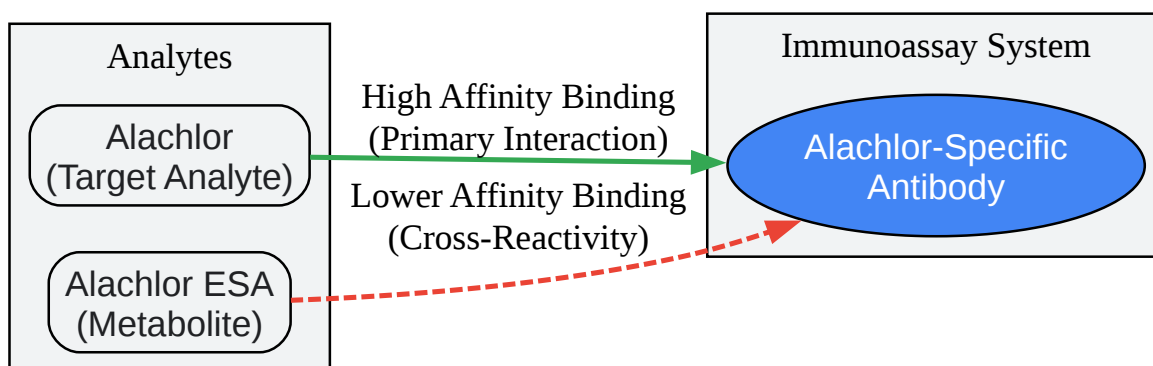 Analytes
Alachlor
(Target Analyte)
Alachlor ESA
(Metabolite)
High Affinity Binding
(Primary Interaction)
Lower Affinity Binding
(Cross-Reactivity)
Immunoassay System
Alachlor-Specific
Antibody